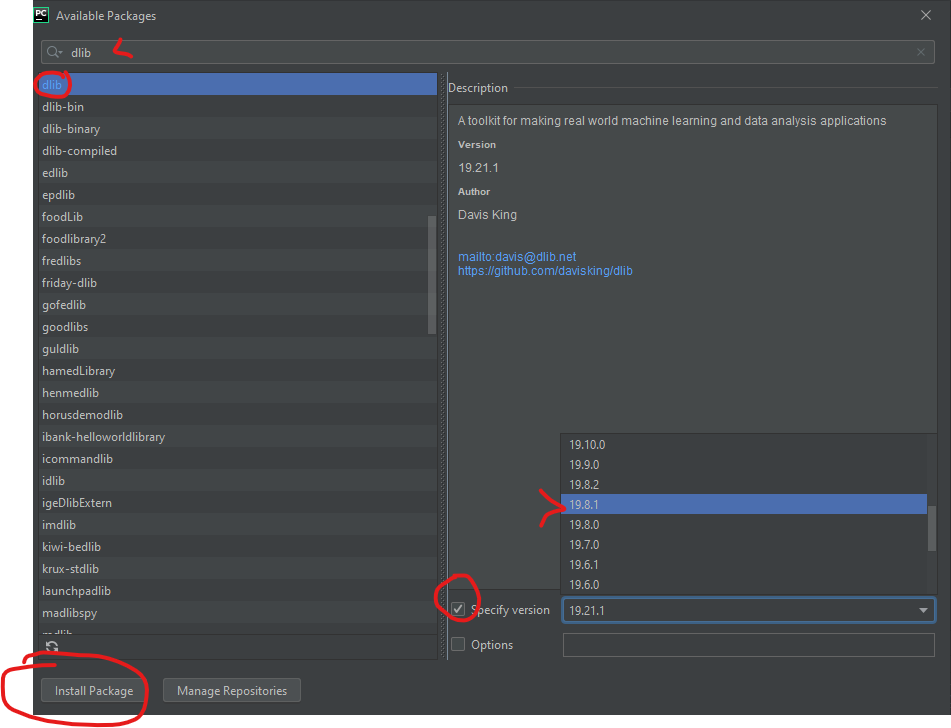 PC Available Packages
dlib
dlib
dlib-bin
dlib-binary
dlib-compiled
edlib
epdlib
foodLib
foodlibrary2
fredlibs
friday-dlib
gofedlib
goodlibs
guldlib
hamedLibrary
henmedlib
horusdemodlib
ibank-helloworldlibrary
icommandlib
idlib
igeDlibExtern
imdlib
kiwi-bedlib
krux-stdlib
launchpadlib
madlibspy
Description
A toolkit for making real world machine learning and data analysis applications
Version
19.21.1
Author
Davis King
mailto:davis@dlib.net
https://github.com/davisking/dlib
19.10.0
19.9.0
19.8.2
19.8.1
19.8.0
19.7.0
19.6.1
19.6.0
Specify version 19.21.1
Options
Install Package Manage Repositories